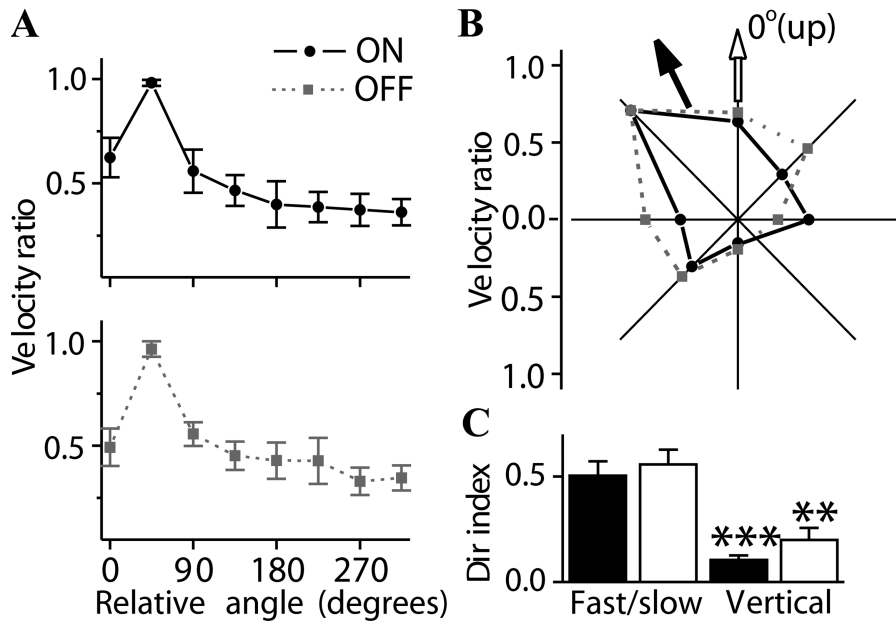 A
ON
OFF
1.0
0.5
Velocity ratio
1.0
0.5
0
90
180
270
Relative angle (degrees)
B
0°(up)
1.0
0.5
0.0
0.5
1.0
Velocity ratio
C
Dir index
0.5
0.0
***
**
Fast/slow
Vertical